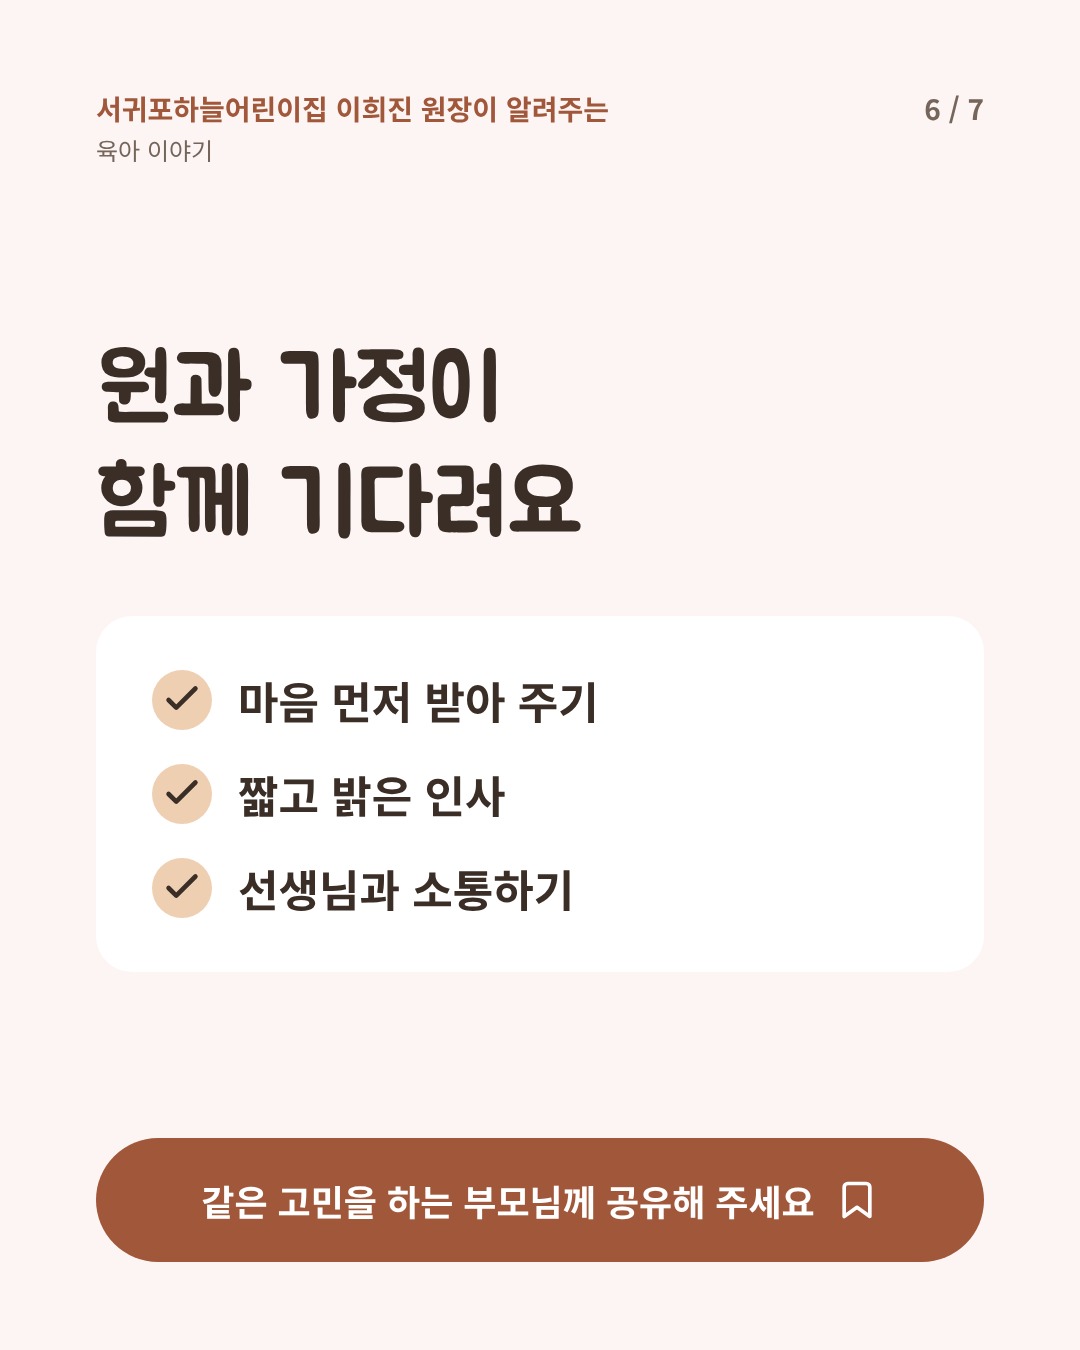 서귀포하늘어린이집 이희진 원장이 알려주는
6 / 7
육아 이야기
원과 가정이
함께 기다려요
마음 먼저 받아 주기
짧고 밝은 인사
선생님과 소통하기
같은 고민을 하는 부모님께 공유해 주세요